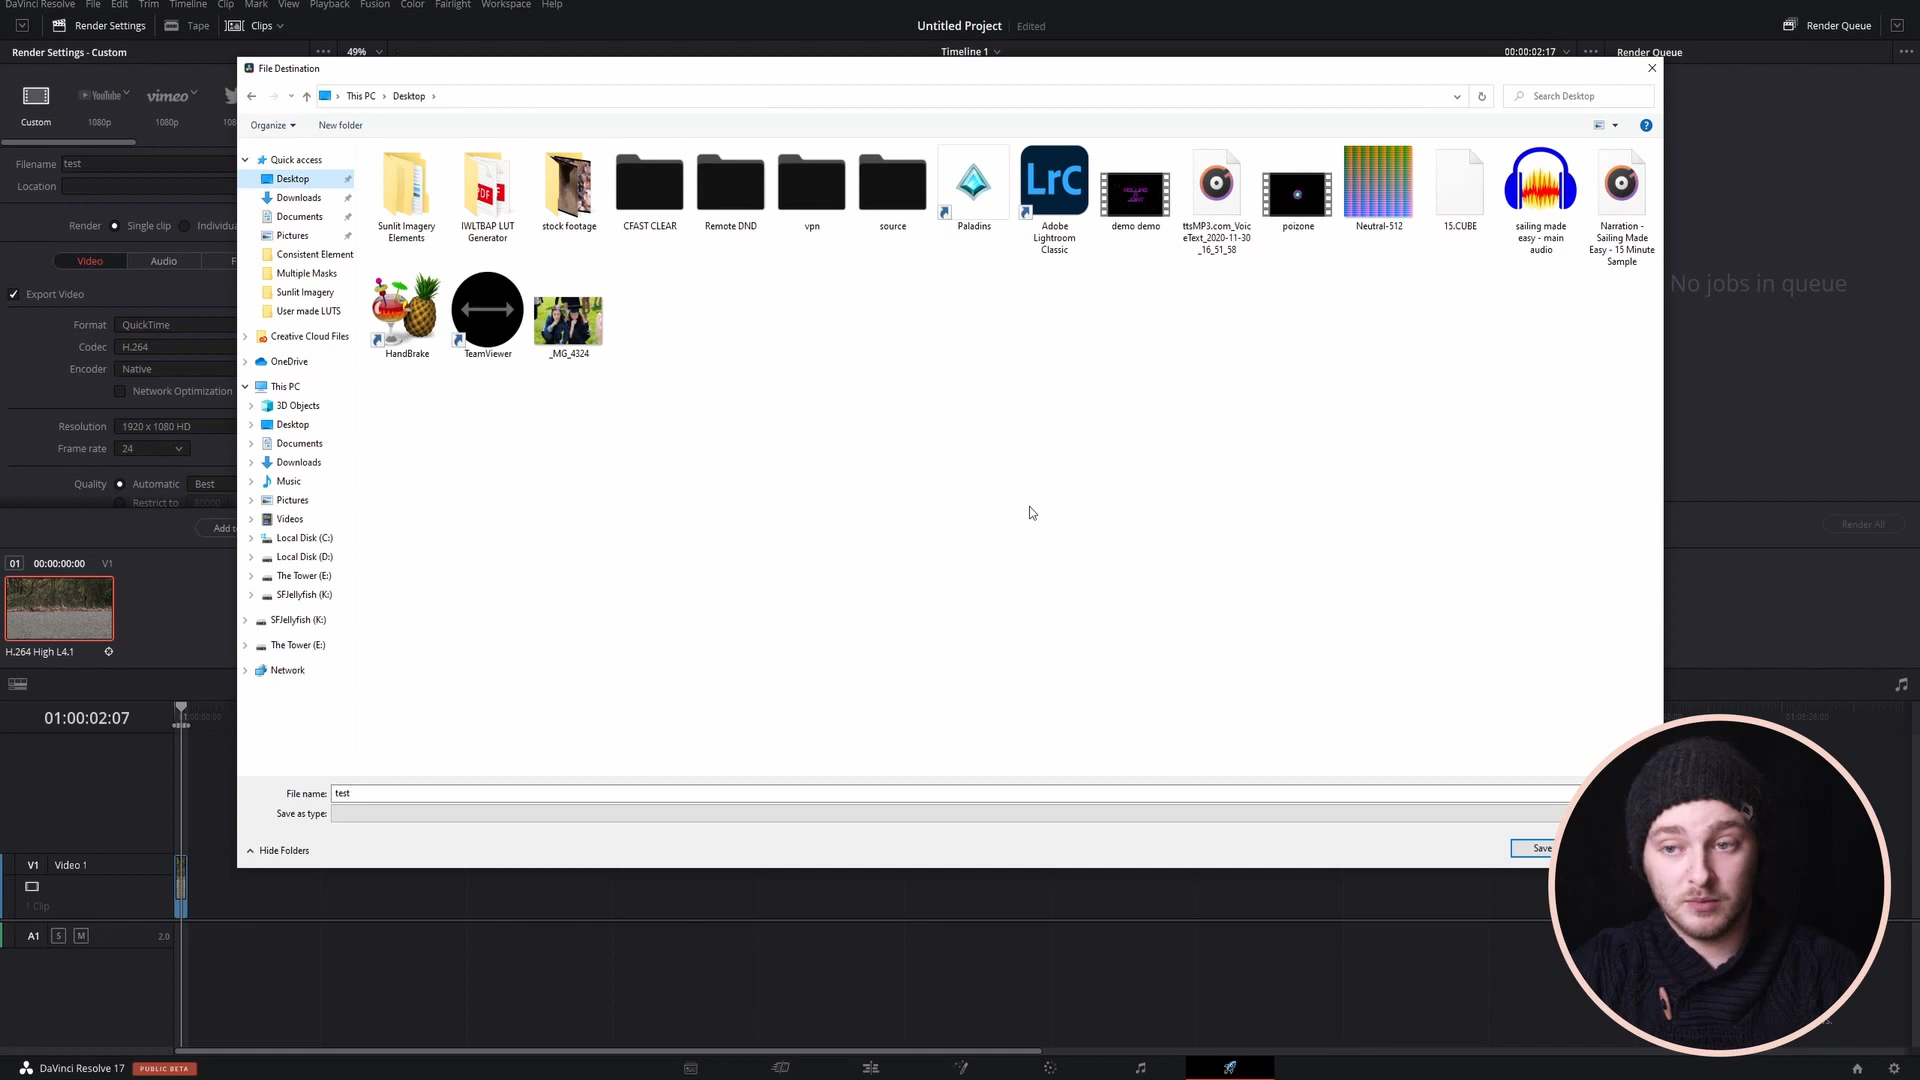 DaVinci Resolve File Edit Trim Timeline Clip Mark View Playback Fusion Color Fairlight Workspace Help
Render Settings Tape Clips Untitled Project Edited Render Queue
Render Settings - Custom 49% Timeline 1 00:00:02:17 Render Queue
File Destination
This PC Desktop Search Desktop
Organize New folder
YouTube vimeo
Custom 1080p 1080p
Filename test
Location
Render Single clip
Video Audio
Export Video
Format QuickTime
Codec H.264
Encoder Native
Network Optimization
Resolution 1920 x 1080 HD
Frame rate 24
Quality Automatic Best
Restrict to 80000
Quick access
Desktop
Downloads
Documents
Pictures
Consistent Element
Multiple Masks
Sunlit Imagery
User made LUTS
Creative Cloud Files
OneDrive
This PC
3D Objects
Desktop
Documents
Downloads
Music
Pictures
Videos
Local Disk (C:)
Local Disk (D:)
The Tower (E:)
SFJellyfish (K:)
SFJellyfish (K:)
The Tower (E:)
Network
PDF
LrC
Sunlit Imagery Elements
IWLTBAP LUT Generator
stock footage
CFAST CLEAR
Remote DND
vpn
source
Paladins
Adobe Lightroom Classic
demo demo
ttsMP3.com_VoiceText_2020-11-30_16_51_58
poizone
Neutral-512
15.CUBE
sailing made easy - main audio
Narration - Sailing Made Easy - 15 Minute Sample
HandBrake
TeamViewer
_MG_4324
No jobs in queue
Render All
01 00:00:00:00 V1
H.264 High L4.1
01:00:02:07
File name: test
Save as type:
Hide Folders
Save
V1 Video 1
1 Clip
A1 S M 2.0
DaVinci Resolve 17 PUBLIC BETA